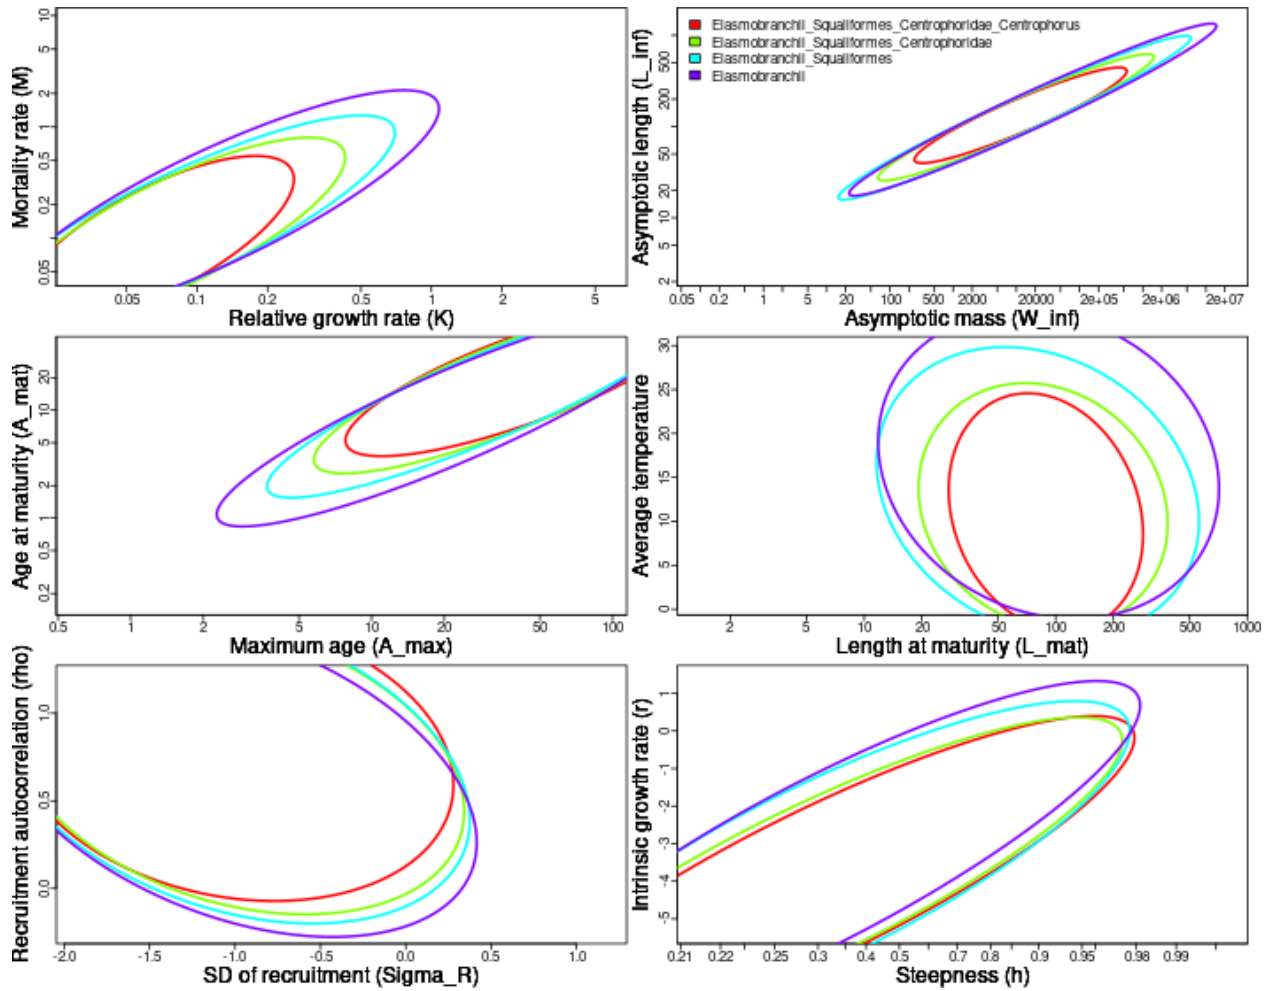 Mortality rate (M)
10
5
2
1
0.5
0.2
0.05
0.05 0.1 0.2 0.5 1 2 5
Relative growth rate (K)
Asymptotic length (L_inf)
500
200
50
20
10
5
2
Elasmobranchii_Squaliformes_Centrophoridae_Centrophorus
Elasmobranchii_Squaliformes_Centrophoridae
Elasmobranchii_Squaliformes
Elasmobranchii
0.05 0.2 1 5 20 100 500 2000 20000 2e+05 2e+06 2e+07
Asymptotic mass (W_inf)
Age at maturity (A_mat)
20
10
5
2
1
0.5
0.2
0.5 1 2 5 10 20 50 100
Maximum age (A_max)
Average temperature
30
25
20
15
10
5
0
2 5 10 20 50 100 200 500 1000
Length at maturity (L_mat)
Recruitment autocorrelation (rho)
1.0
0.5
0.0
-2.0 -1.5 -1.0 -0.5 0.0 0.5 1.0
SD of recruitment (Sigma_R)
Intrinsic growth rate (r)
1
0
-1
-2
-3
-4
-5
0.21 0.22 0.25 0.3 0.4 0.5 0.7 0.8 0.95 0.98 0.99
Steepness (h)